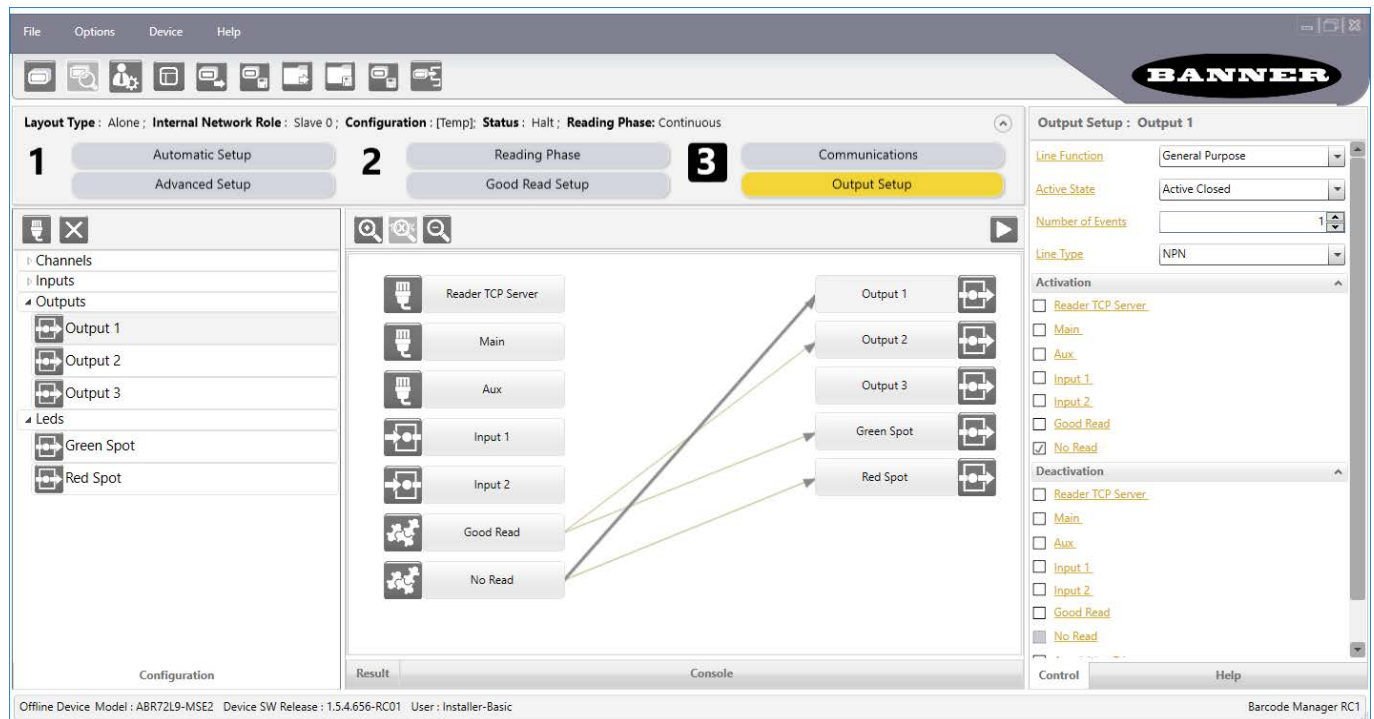 File Options Device Help
BANNER
Layout Type : Alone ; Internal Network Role : Slave 0 ; Configuration : [Temp]; Status : Halt ; Reading Phase: Continuous
1 Automatic Setup
Advanced Setup
2 Reading Phase
Good Read Setup
3 Communications
Output Setup
Channels
Inputs
Outputs
Output 1
Output 2
Output 3
Leds
Green Spot
Red Spot
Configuration
Reader TCP Server
Main
Aux
Input 1
Input 2
Good Read
No Read
Output 1
Output 2
Output 3
Green Spot
Red Spot
Result Console
Output Setup : Output 1
Line Function General Purpose
Active State Active Closed
Number of Events 1
Line Type NPN
Activation
Reader TCP Server
Main
Aux
Input 1
Input 2
Good Read
No Read
Deactivation
Reader TCP Server
Main
Aux
Input 1
Input 2
Good Read
No Read
Control Help
Offline Device Model : ABR72L9-MSE2 Device SW Release : 1.5.4.656-RC01 User : Installer-Basic
Barcode Manager RC1